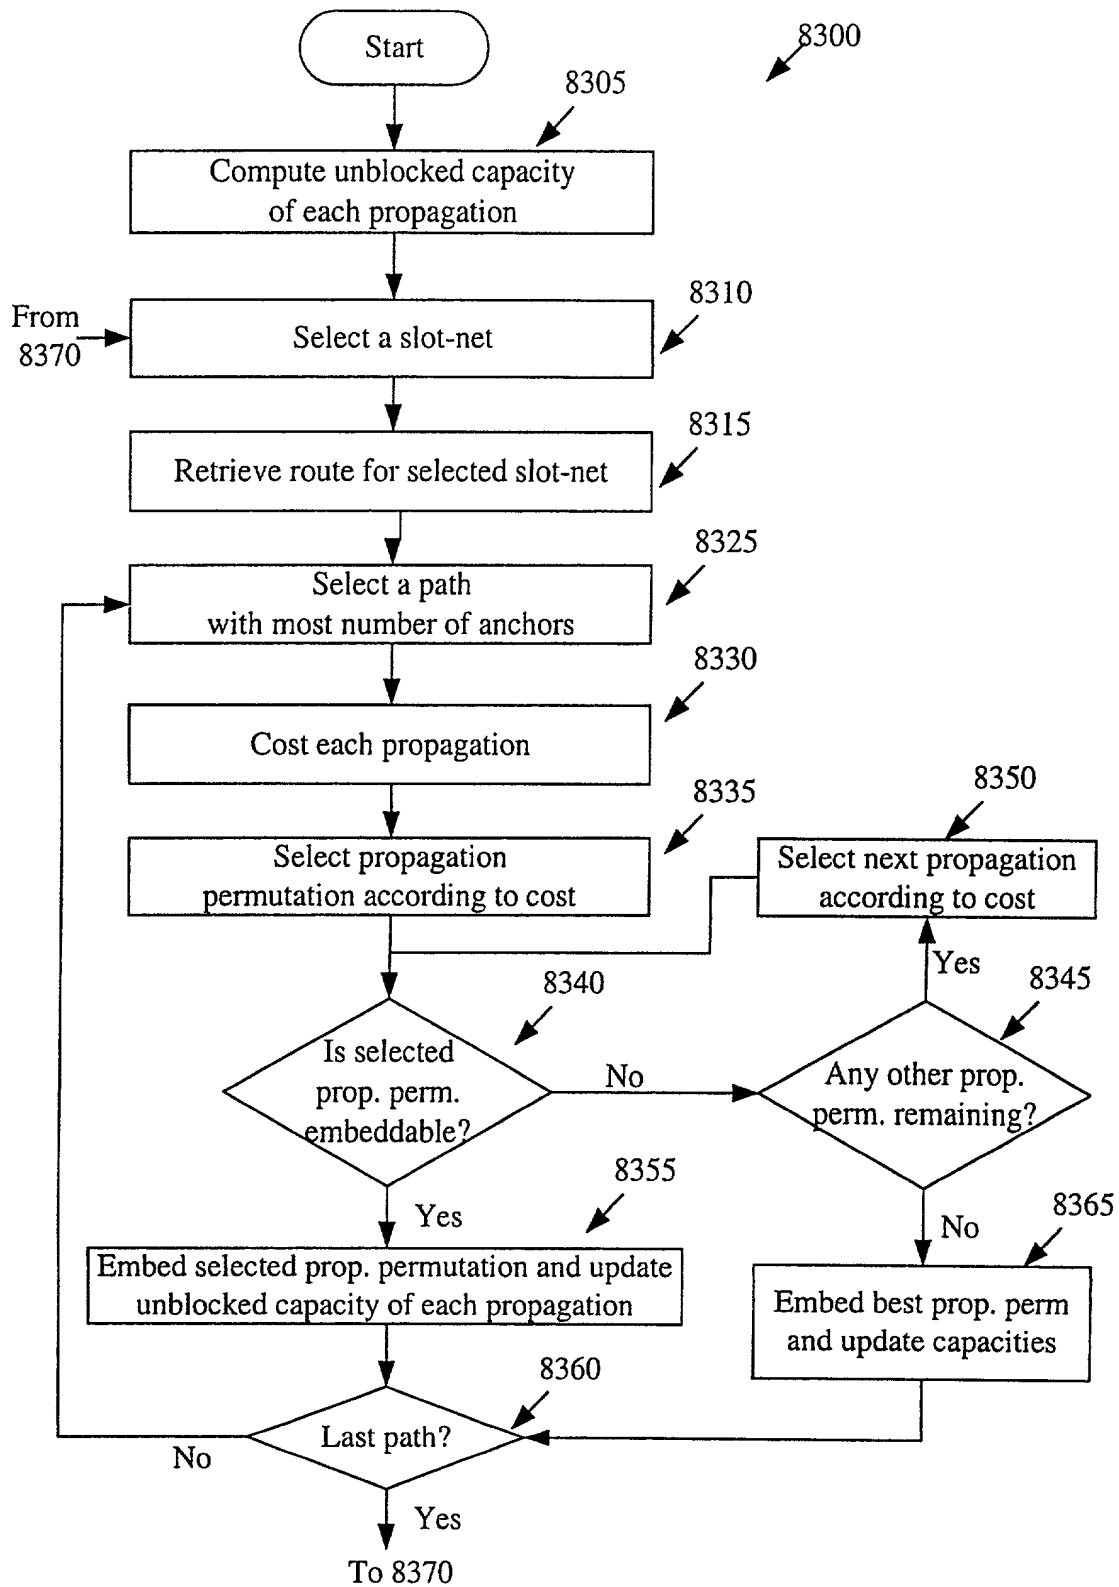 Start
8300
8305
Compute unblocked capacity
of each propagation
8310
From
8370
Select a slot-net
8315
Retrieve route for selected slot-net
8325
Select a path
with most number of anchors
8330
Cost each propagation
8335
Select propagation
permutation according to cost
8350
Select next propagation
according to cost
Yes
8345
8340
Is selected
prop. perm.
embeddable?
No
Any other prop.
perm. remaining?
8355
Yes
No
8365
Embed selected prop. permutation and update
unblocked capacity of each propagation
Embed best prop. perm
and update capacities
8360
Last path?
No
Yes
To 8370